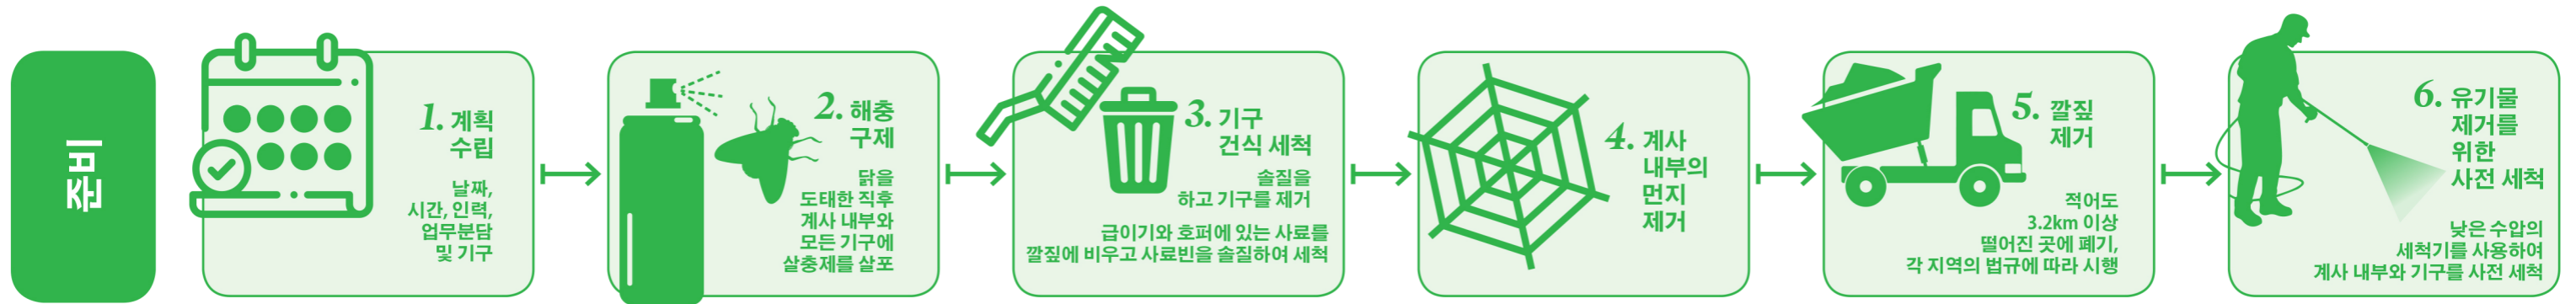 준비
1. 계획
수립
날짜,
시간, 인력,
업무분담
및 기구
2. 해충
구제
닭을
도태한 직후
계사 내부와
모든 기구에
살충제를 살포
3. 기구
건식 세척
솔질을
하고 기구를 제거
급이기와 호퍼에 있는 사료를
깔짚에 비우고 사료빈을 솔질하여 세척
4. 계사
내부의
먼지
제거
5. 깔짚
제거
적어도
3.2km 이상
떨어진 곳에 폐기,
각 지역의 법규에 따라 시행
6. 유기물
제거를
위한
사전 세척
낮은 수압의
세척기를 사용하여
계사 내부와 기구를 사전 세척